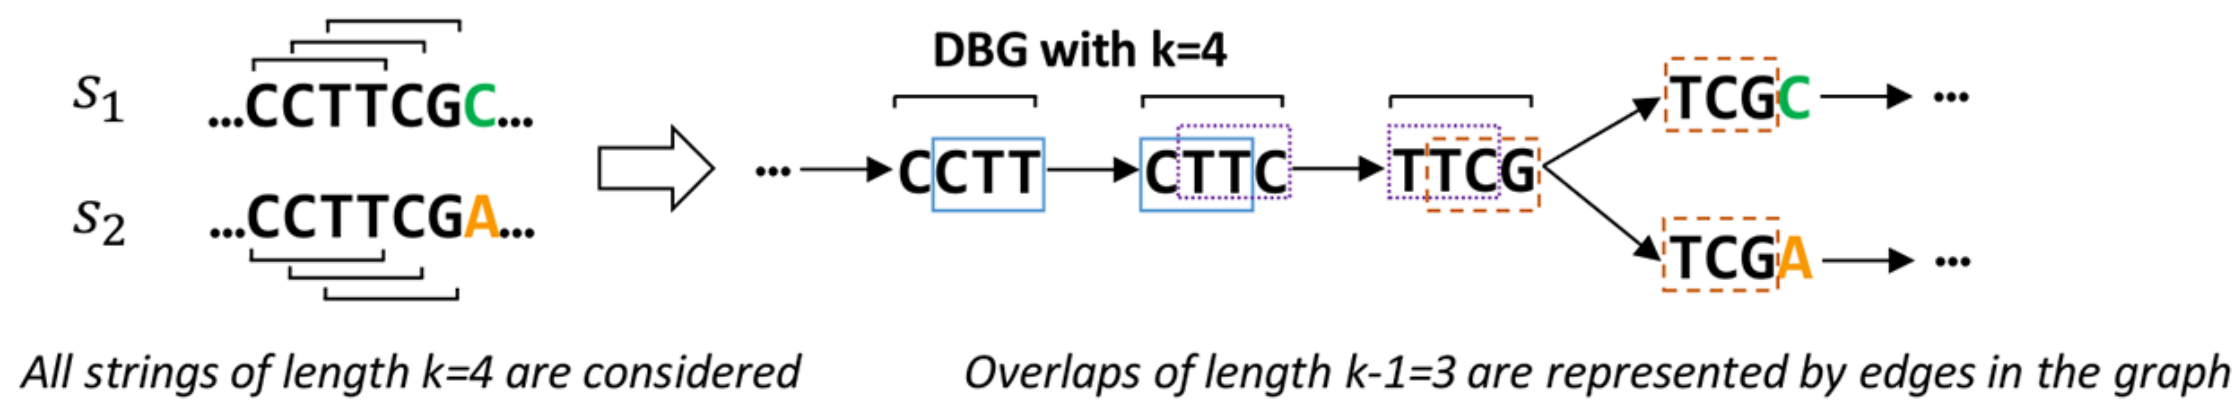 DBG with k=4
S1 ...CCTTCGC...
S2 ...CCTTCGA...
... CCTT CTTC TTCG
TCGC ...
TCGA ...
All strings of length k=4 are considered
Overlaps of length k-1=3 are represented by edges in the graph